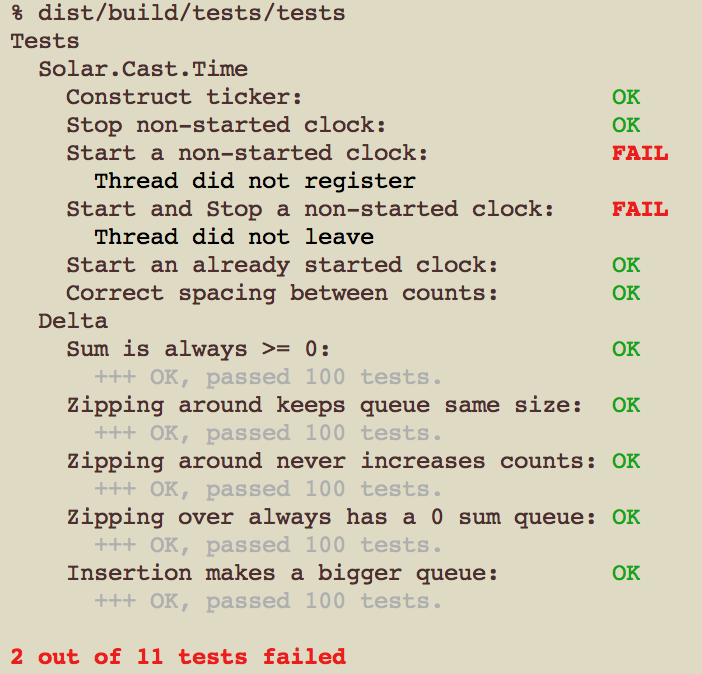 % dist/build/tests/tests
Tests
  Solar.Cast.Time
    Construct ticker:                      OK
    Stop non-started clock:                OK
    Start a non-started clock:             FAIL
      Thread did not register
    Start and Stop a non-started clock:    FAIL
      Thread did not leave
    Start an already started clock:        OK
    Correct spacing between counts:        OK
  Delta
    Sum is always >= 0:                    OK
      +++ OK, passed 100 tests.
    Zipping around keeps queue same size:  OK
      +++ OK, passed 100 tests.
    Zipping around never increases counts: OK
      +++ OK, passed 100 tests.
    Zipping over always has a 0 sum queue: OK
      +++ OK, passed 100 tests.
    Insertion makes a bigger queue:        OK
      +++ OK, passed 100 tests.

2 out of 11 tests failed